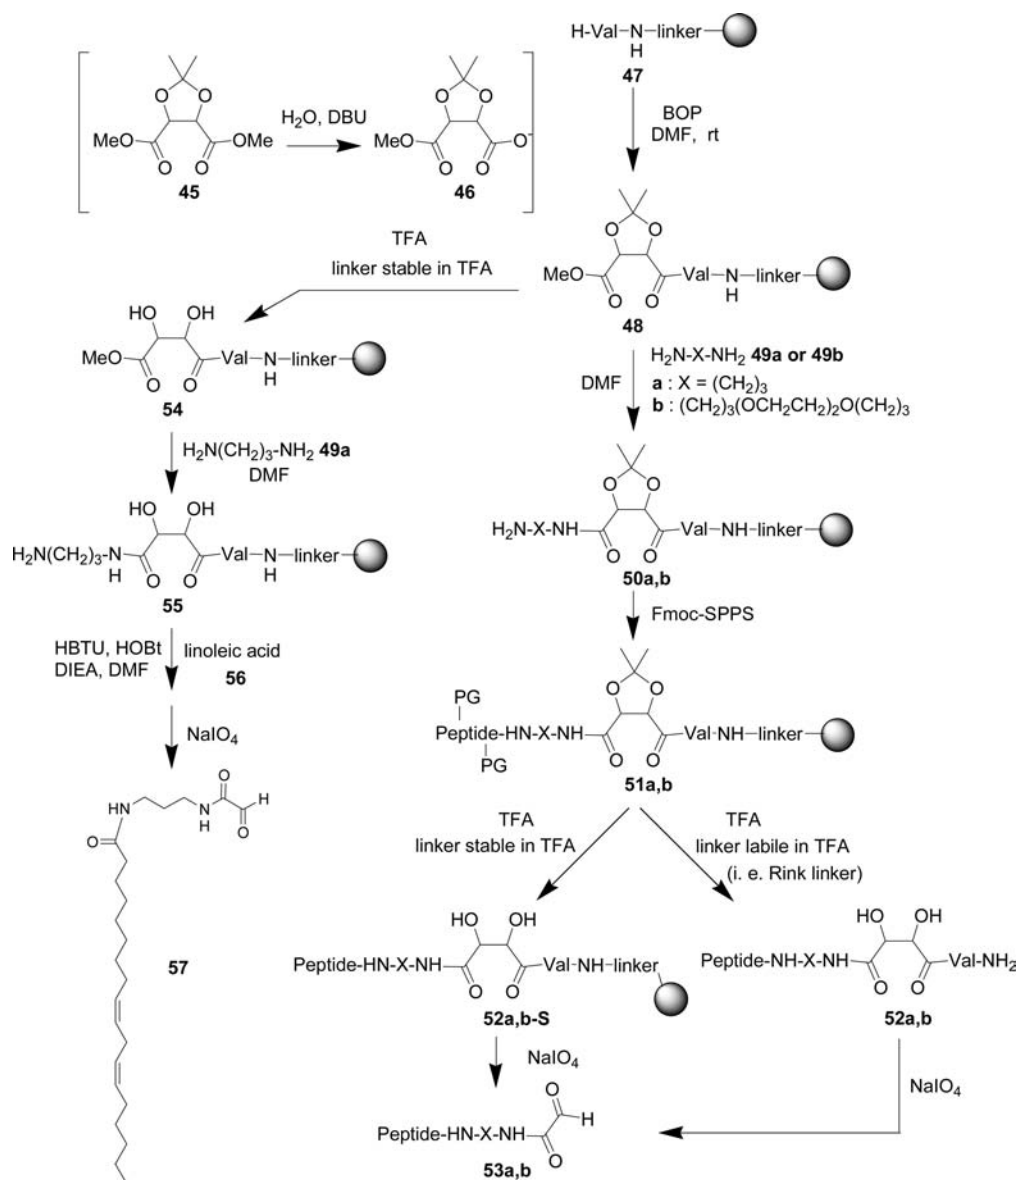 H-Val-N-linker
H
47
BOP
DMF, rt
O O
H₂O, DBU
O O
MeO OMe
O O
45
MeO O⁻
O O
46
TFA
linker stable in TFA
O O
MeO Val-N-linker
O O H
48
HO OH
MeO Val-N-linker
O O H
54
H₂N-X-NH₂ 49a or 49b
DMF
a : X = (CH₂)₃
b : (CH₂)₃(OCH₂CH₂)₂O(CH₂)₃
H₂N(CH₂)₃-NH₂ 49a
DMF
O O
H₂N-X-NH Val-NH-linker
O O
50a,b
HO OH
H₂N(CH₂)₃-N Val-N-linker
H O O H
55
Fmoc-SPPS
HBTU, HOBt
DIEA, DMF
linoleic acid
56
NaIO₄
PG
O O
Peptide-HN-X-NH Val-NH-linker
PG O O
51a,b
O H
HN N O
H
O
57
TFA
linker stable in TFA
TFA
linker labile in TFA
(i. e. Rink linker)
HO OH
Peptide-HN-X-NH Val-NH-linker
O O
52a,b-S
HO OH
Peptide-NH-X-NH Val-NH₂
O O
52a,b
NaIO₄
NaIO₄
O H
Peptide-HN-X-NH
O
53a,b